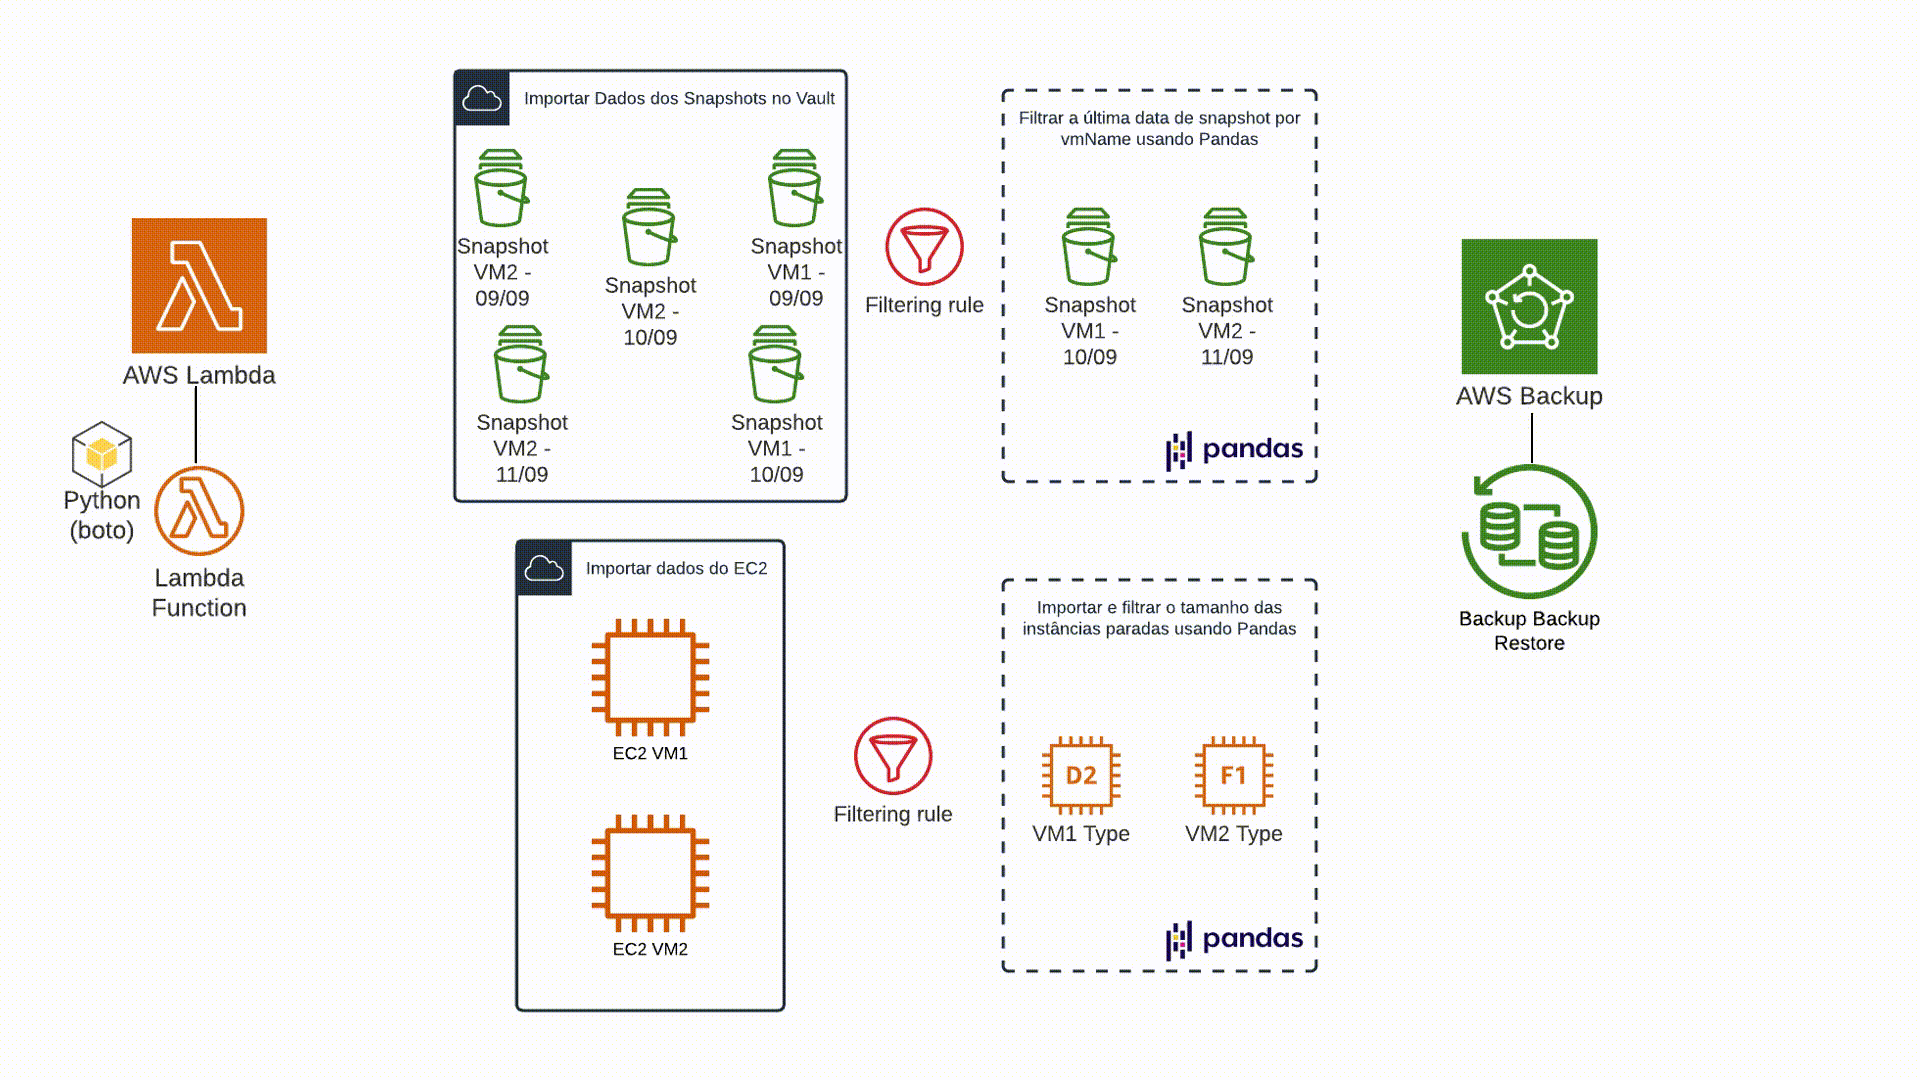 AWS Lambda
Python
(boto)
Lambda
Function
Importar Dados dos Snapshots no Vault
Snapshot
VM2 -
09/09
Snapshot
VM2 -
10/09
Snapshot
VM1 -
09/09
Snapshot
VM2 -
11/09
Snapshot
VM1 -
10/09
Filtering rule
Filtrar a última data de snapshot por
vmName usando Pandas
Snapshot
VM1 -
10/09
Snapshot
VM2 -
11/09
pandas
Importar dados do EC2
EC2 VM1
EC2 VM2
Filtering rule
Importar e filtrar o tamanho das
instâncias paradas usando Pandas
D2
VM1 Type
F1
VM2 Type
pandas
AWS Backup
Backup Backup
Restore